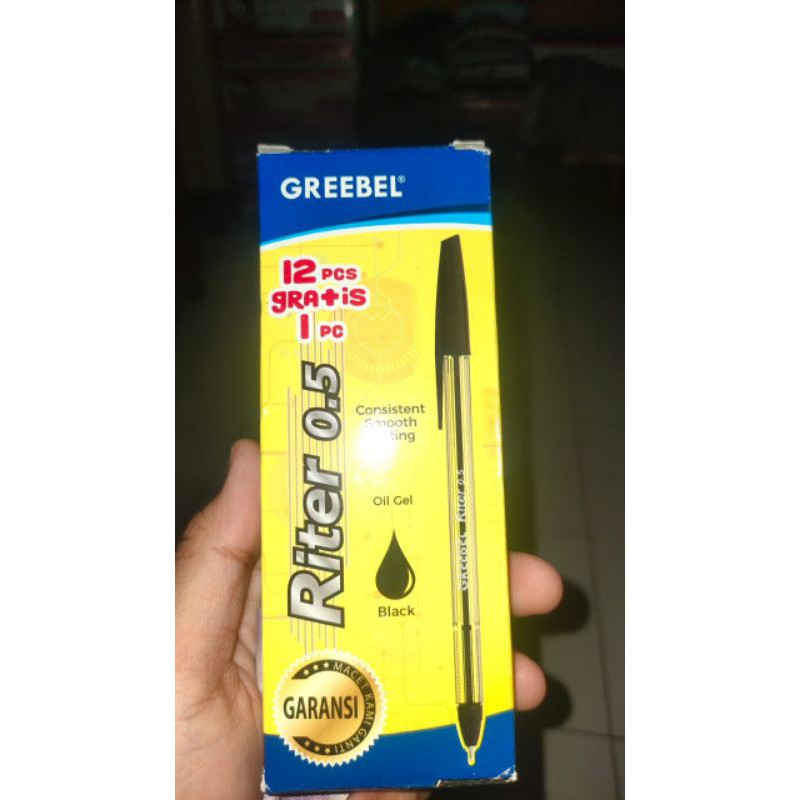 GREEBEL®
12 PCS
GRAtis
1 PC
Riter 0.5
Consistent
Smooth
Oil Gel
Black
GREEBEL Riter 0.5
MACET KAMI GANTI
GARANSI